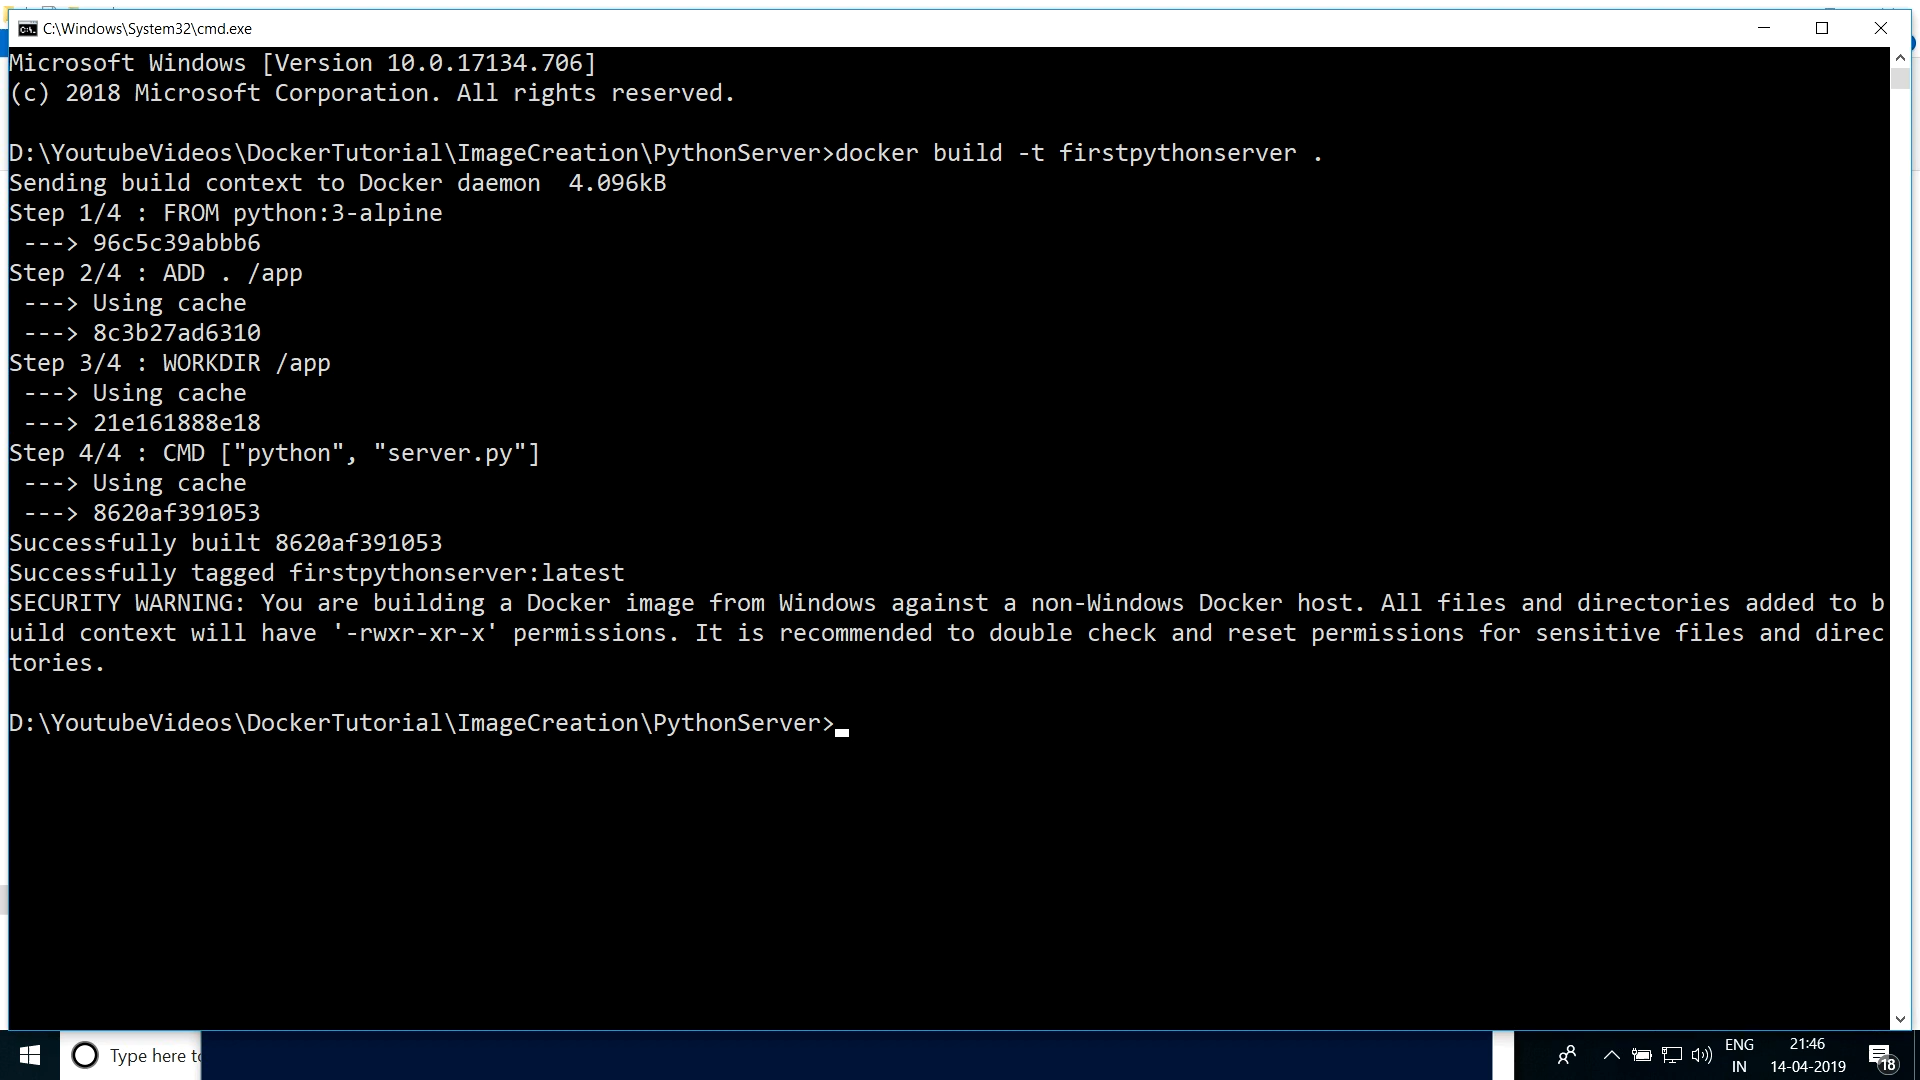 C:\Windows\System32\cmd.exe
Microsoft Windows [Version 10.0.17134.706]
(c) 2018 Microsoft Corporation. All rights reserved.
D:\YoutubeVideos\DockerTutorial\ImageCreation\PythonServer>docker build -t firstpythonserver .
Sending build context to Docker daemon  4.096kB
Step 1/4 : FROM python:3-alpine
 ---> 96c5c39abbb6
Step 2/4 : ADD . /app
 ---> Using cache
 ---> 8c3b27ad6310
Step 3/4 : WORKDIR /app
 ---> Using cache
 ---> 21e161888e18
Step 4/4 : CMD ["python", "server.py"]
 ---> Using cache
 ---> 8620af391053
Successfully built 8620af391053
Successfully tagged firstpythonserver:latest
SECURITY WARNING: You are building a Docker image from Windows against a non-Windows Docker host. All files and directories added to b
uild context will have '-rwxr-xr-x' permissions. It is recommended to double check and reset permissions for sensitive files and direc
tories.
D:\YoutubeVideos\DockerTutorial\ImageCreation\PythonServer>
Type here to
ENG
IN
21:46
14-04-2019
18